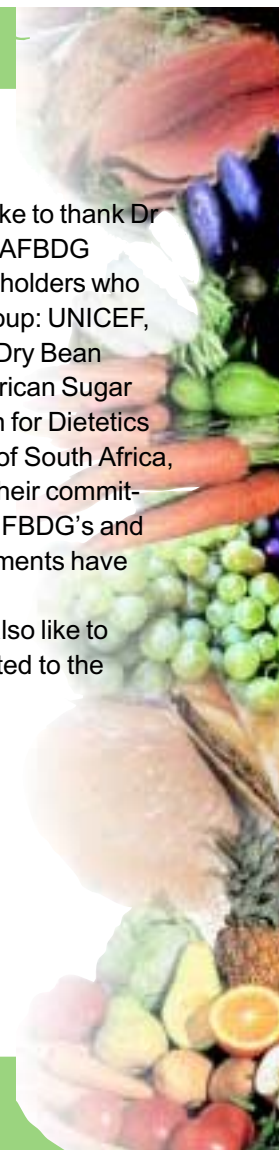 ke to thank Dr
AFBDG
holders who
oup: UNICEF,
Dry Bean
rican Sugar
n for Dietetics
of South Africa,
heir commit-
FBDG's and
ments have
also like to
ted to the